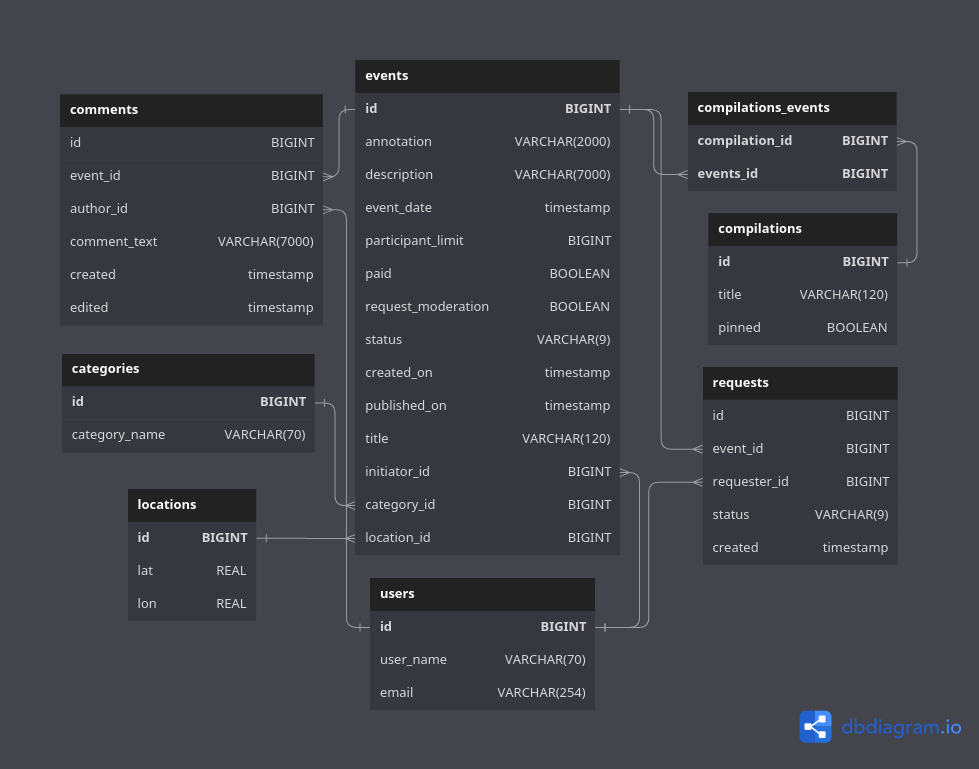 events
id BIGINT
annotation VARCHAR(2000)
description VARCHAR(7000)
event_date timestamp
participant_limit BIGINT
paid BOOLEAN
request_moderation BOOLEAN
status VARCHAR(9)
created_on timestamp
published_on timestamp
title VARCHAR(120)
initiator_id BIGINT
category_id BIGINT
location_id BIGINT
comments
id BIGINT
event_id BIGINT
author_id BIGINT
comment_text VARCHAR(7000)
created timestamp
edited timestamp
categories
id BIGINT
category_name VARCHAR(70)
locations
id BIGINT
lat REAL
lon REAL
users
id BIGINT
user_name VARCHAR(70)
email VARCHAR(254)
compilations_events
compilation_id BIGINT
events_id BIGINT
compilations
id BIGINT
title VARCHAR(120)
pinned BOOLEAN
requests
id BIGINT
event_id BIGINT
requester_id BIGINT
status VARCHAR(9)
created timestamp
dbdiagram.io